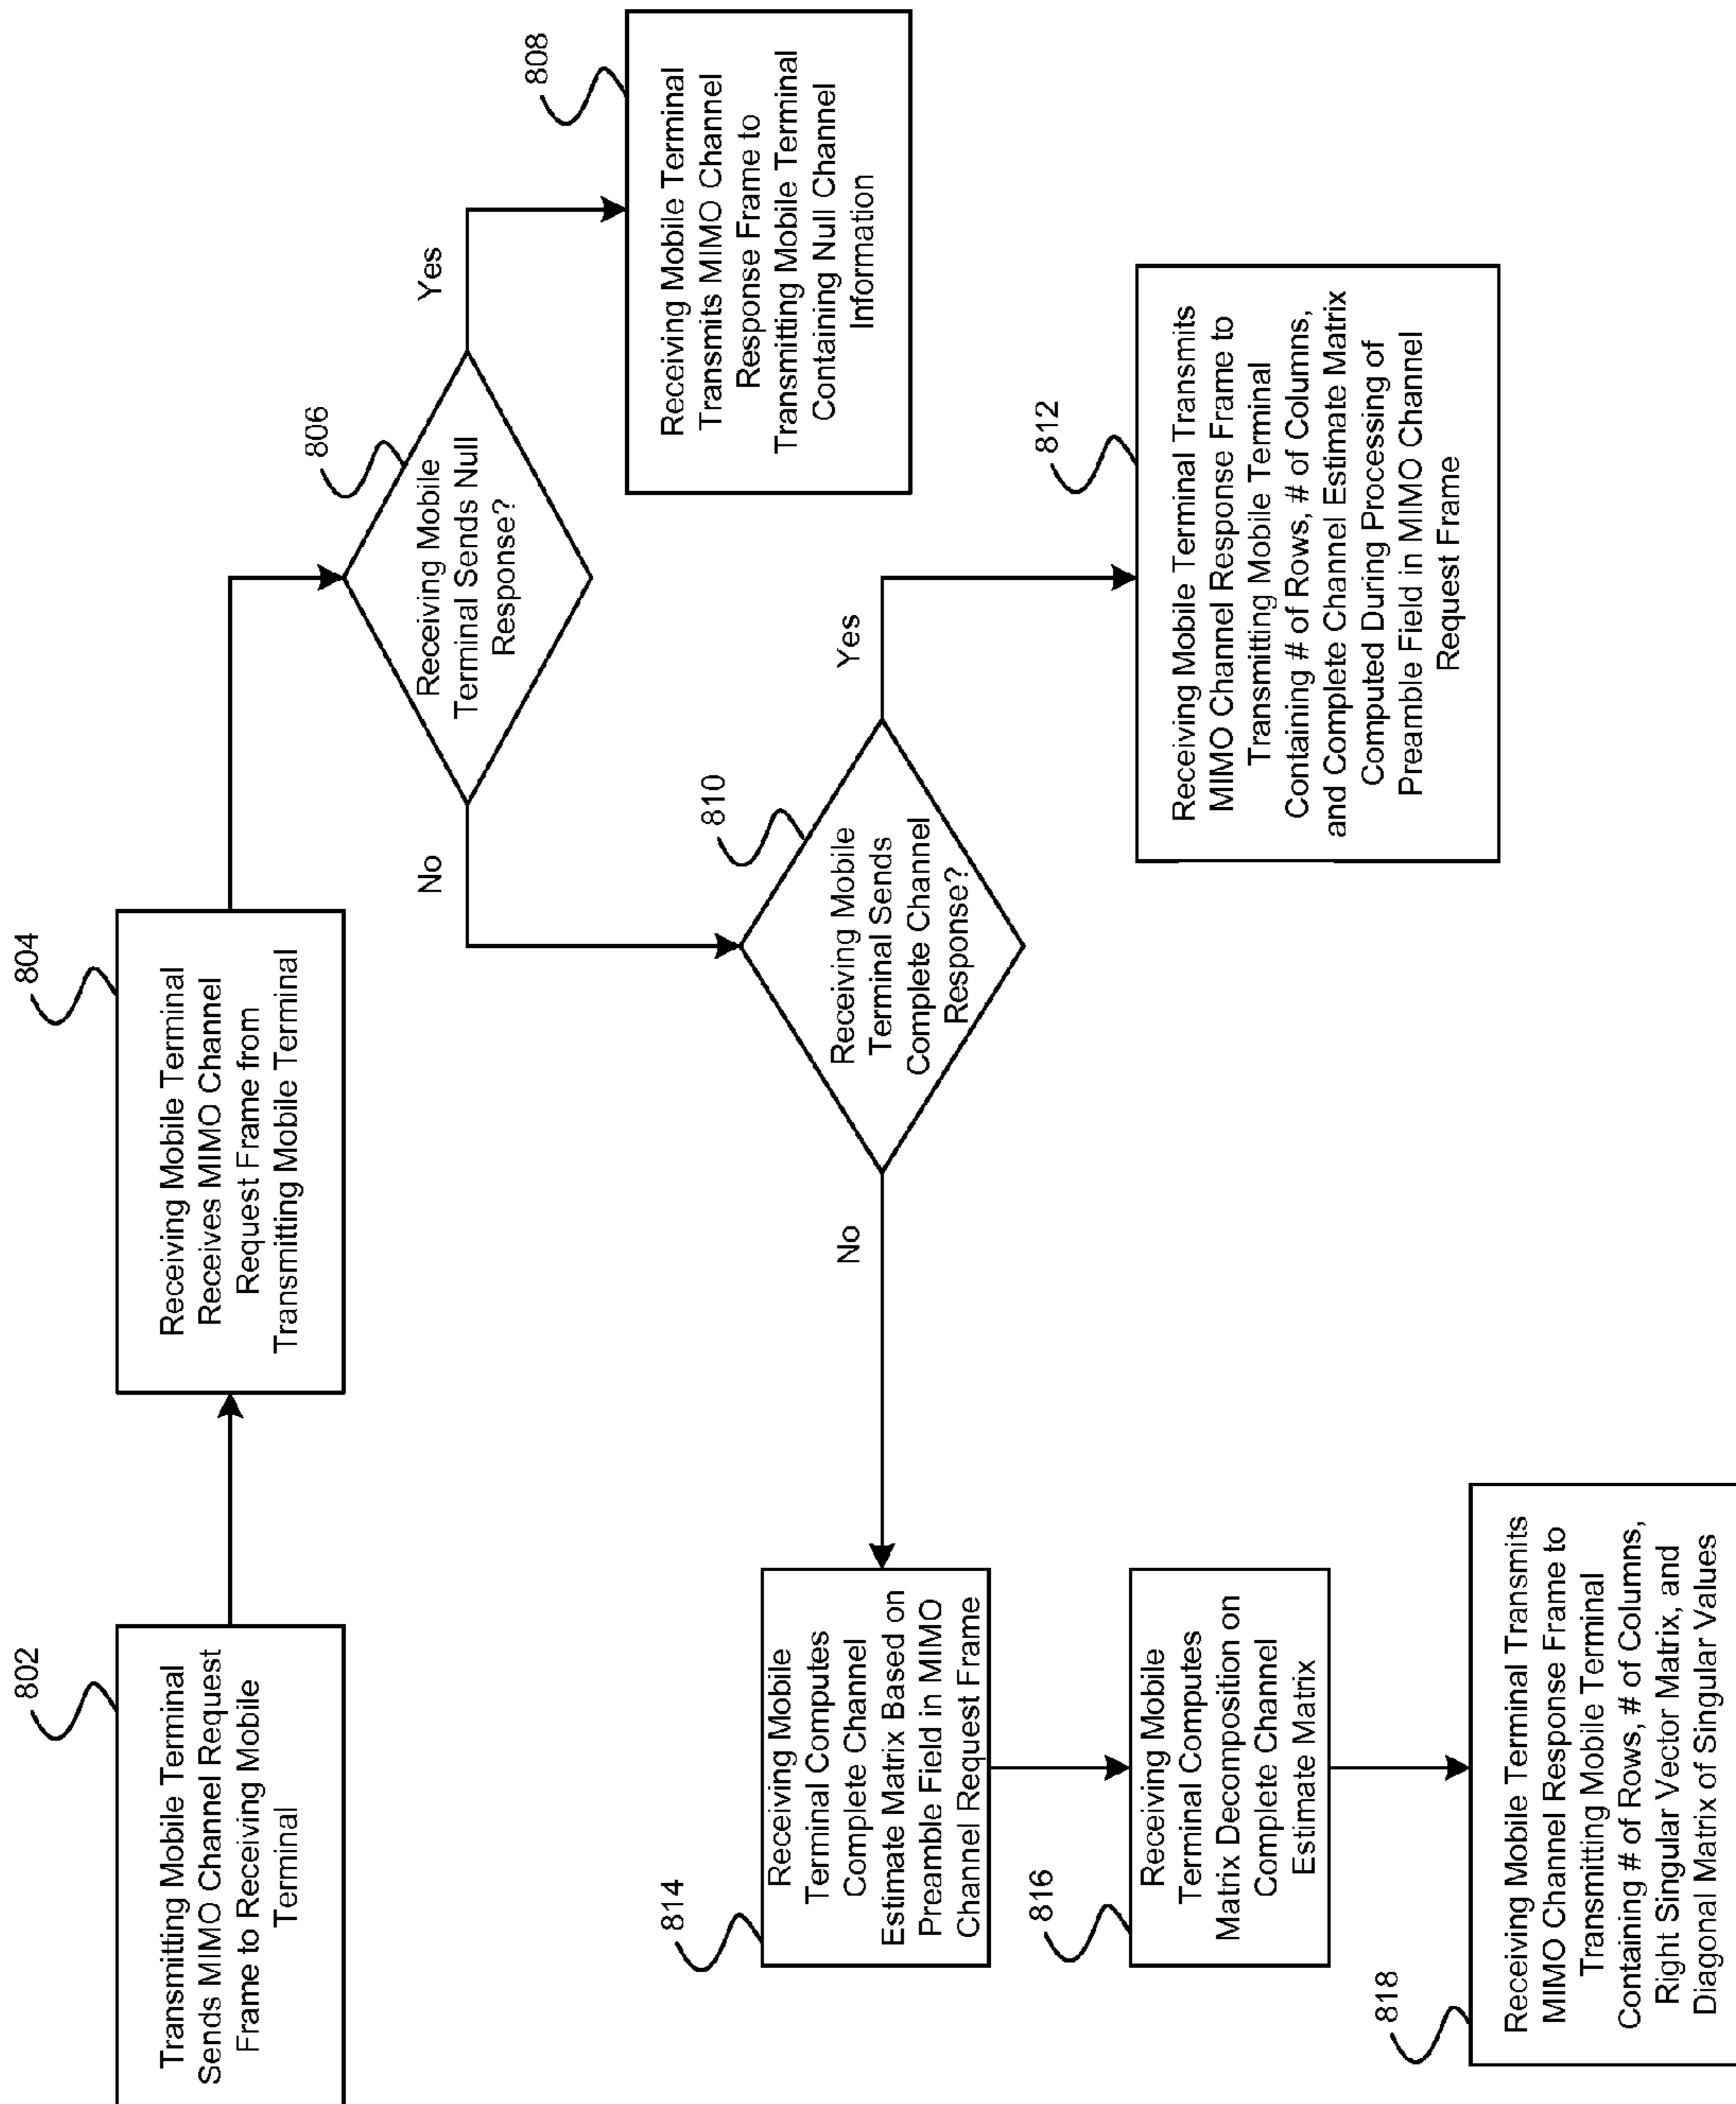 802
Transmitting Mobile Terminal
Sends MIMO Channel Request
Frame to Receiving Mobile
Terminal
804
Receiving Mobile Terminal
Receives MIMO Channel
Request Frame from
Transmitting Mobile Terminal
806
Receiving Mobile
Terminal Sends Null
Response?
Yes
No
808
Receiving Mobile Terminal
Transmits MIMO Channel
Response Frame to
Transmitting Mobile Terminal
Containing Null Channel
Information
810
Receiving Mobile
Terminal Sends
Complete Channel
Response?
Yes
No
812
Receiving Mobile Terminal Transmits
MIMO Channel Response Frame to
Transmitting Mobile Terminal
Containing # of Rows, # of Columns,
and Complete Channel Estimate Matrix
Computed During Processing of
Preamble Field in MIMO Channel
Request Frame
814
Receiving Mobile
Terminal Computes
Complete Channel
Estimate Matrix Based on
Preamble Field in MIMO
Channel Request Frame
816
Receiving Mobile
Terminal Computes
Matrix Decomposition on
Complete Channel
Estimate Matrix
818
Receiving Mobile Terminal Transmits
MIMO Channel Response Frame to
Transmitting Mobile Terminal
Containing # of Rows, # of Columns,
Right Singular Vector Matrix, and
Diagonal Matrix of Singular Values